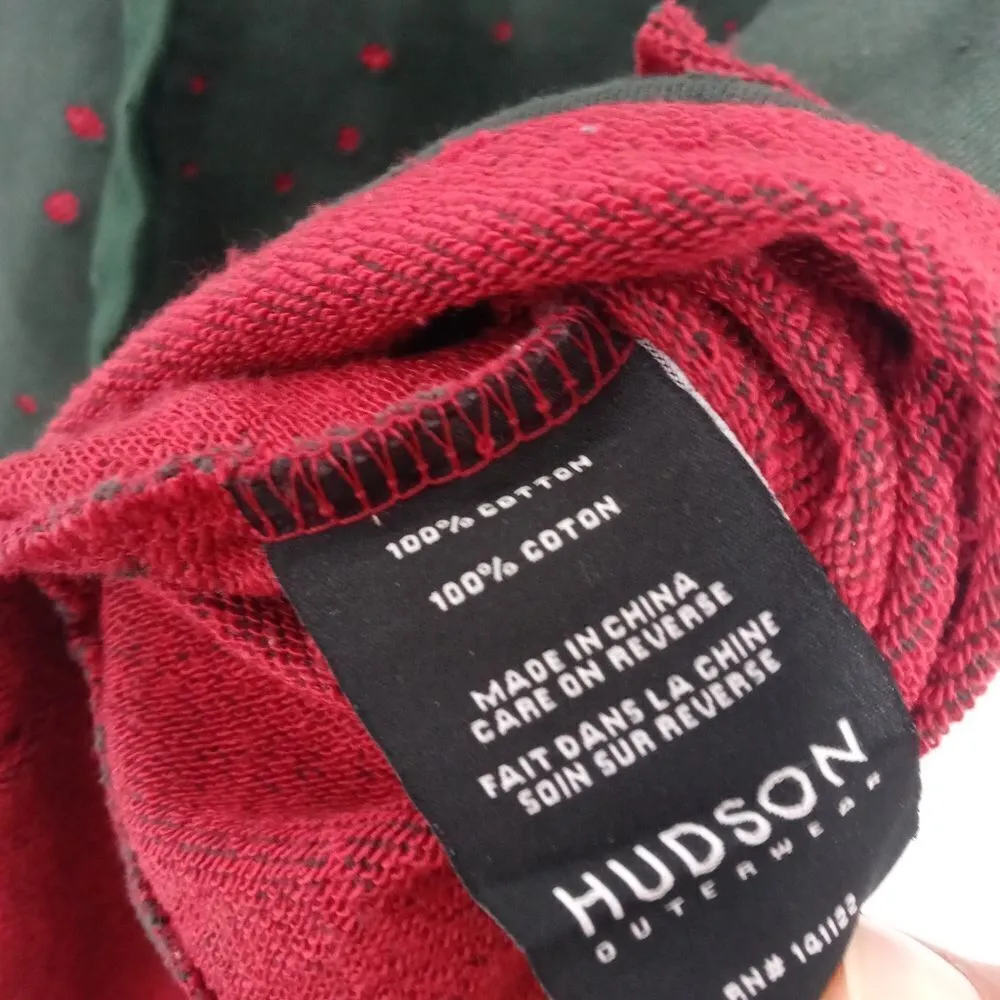 100% COTTON
100% COTON
MADE IN CHINA
CARE ON REVERSE
FAIT DANS LA CHINE
SOIN SUR REVERSE
HUDSON
OUTERWEAR
RN#